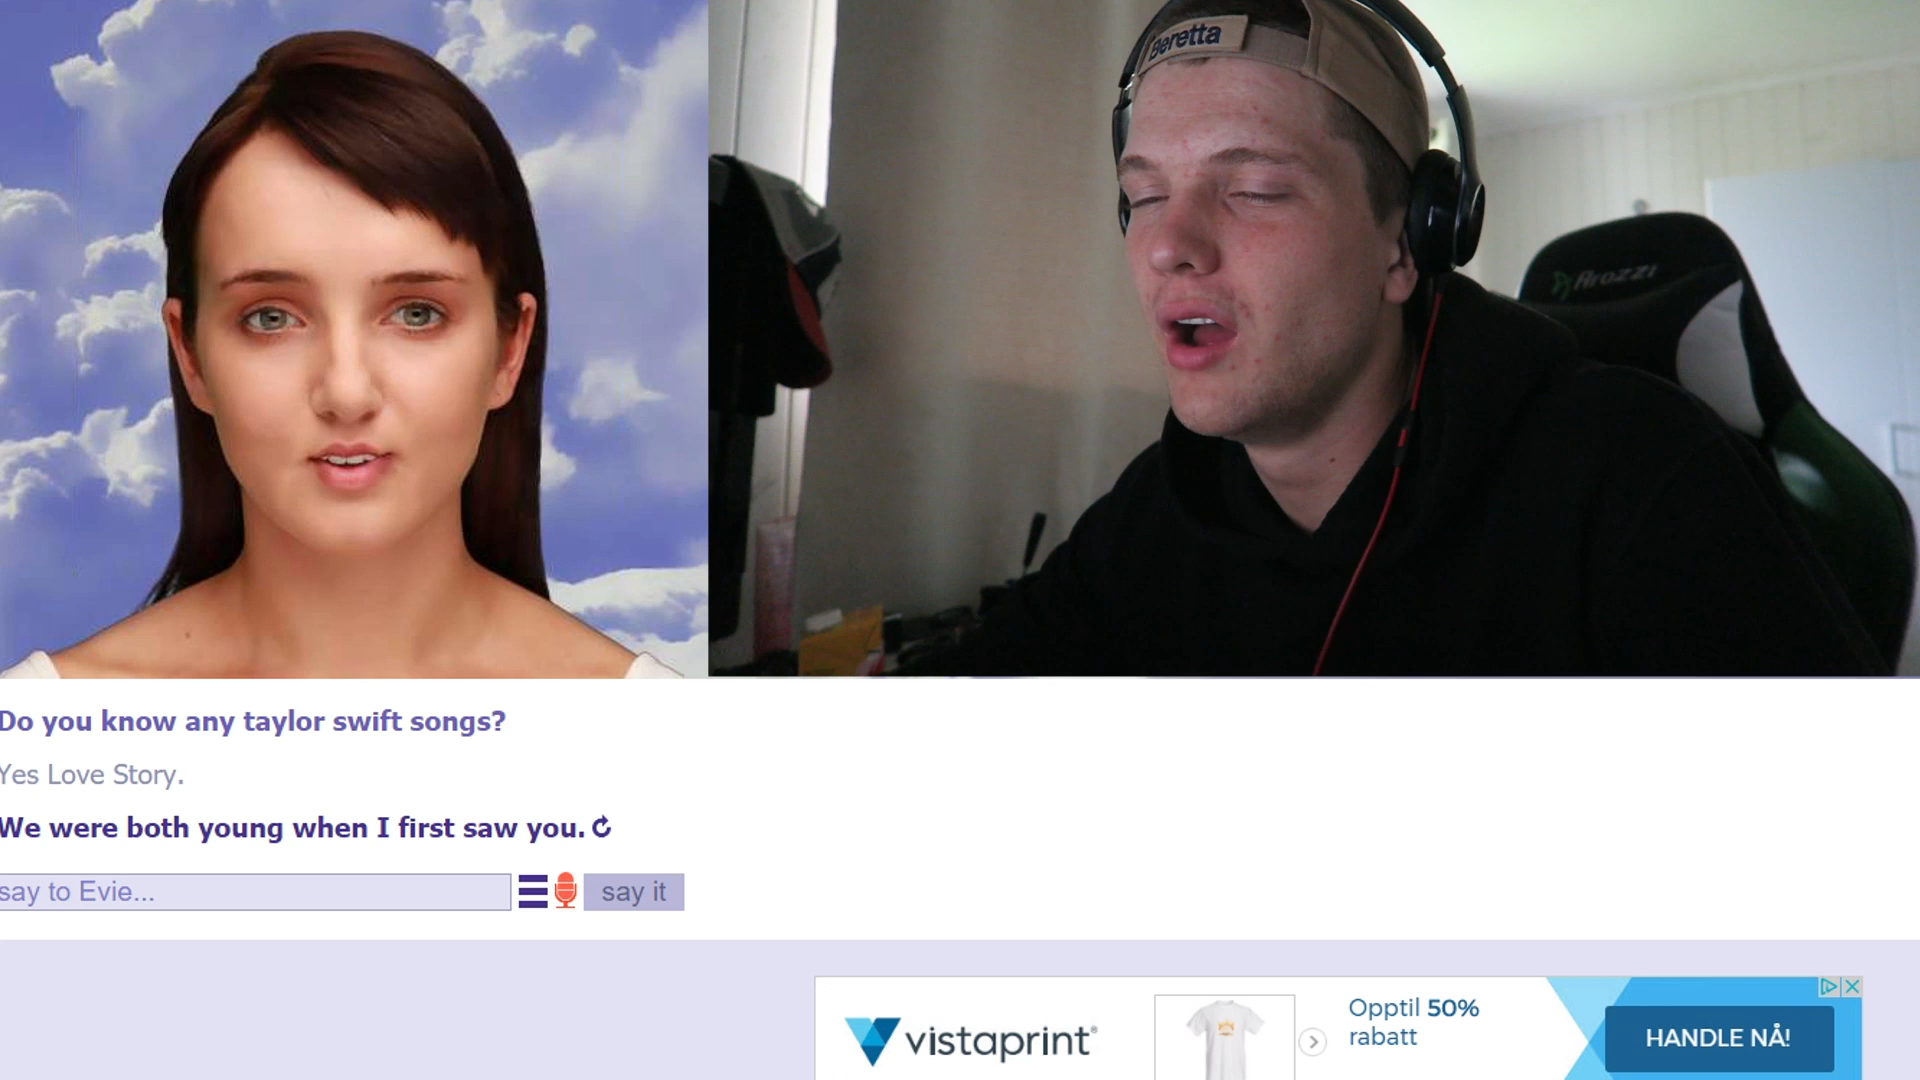 Beretta
Arozzi
Do you know any taylor swift songs?
Yes Love Story.
We were both young when I first saw you.
say to Evie...
say it
vistaprint®
Opptil 50%
rabatt
HANDLE NÅ!